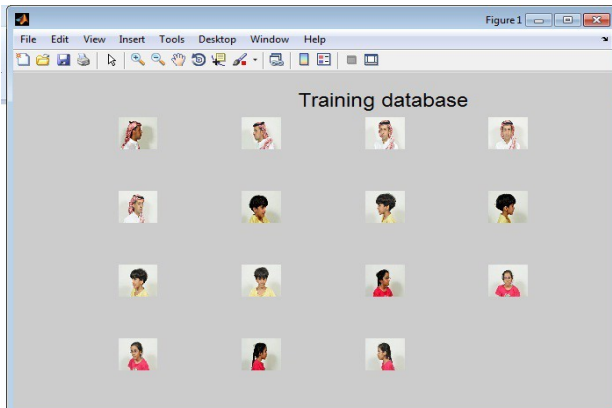 Figure 1
File Edit View Insert Tools Desktop Window Help
Training database